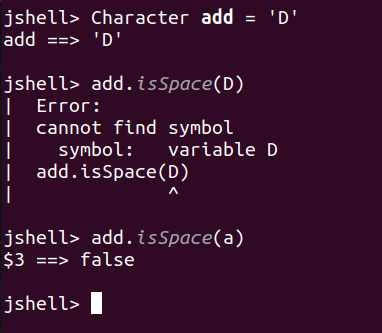 jshell> Character add = 'D'
add ==> 'D'
jshell> add.isSpace(D)
|  Error:
|  cannot find symbol
|    symbol:   variable D
|  add.isSpace(D)
|              ^
jshell> add.isSpace(a)
$3 ==> false
jshell>